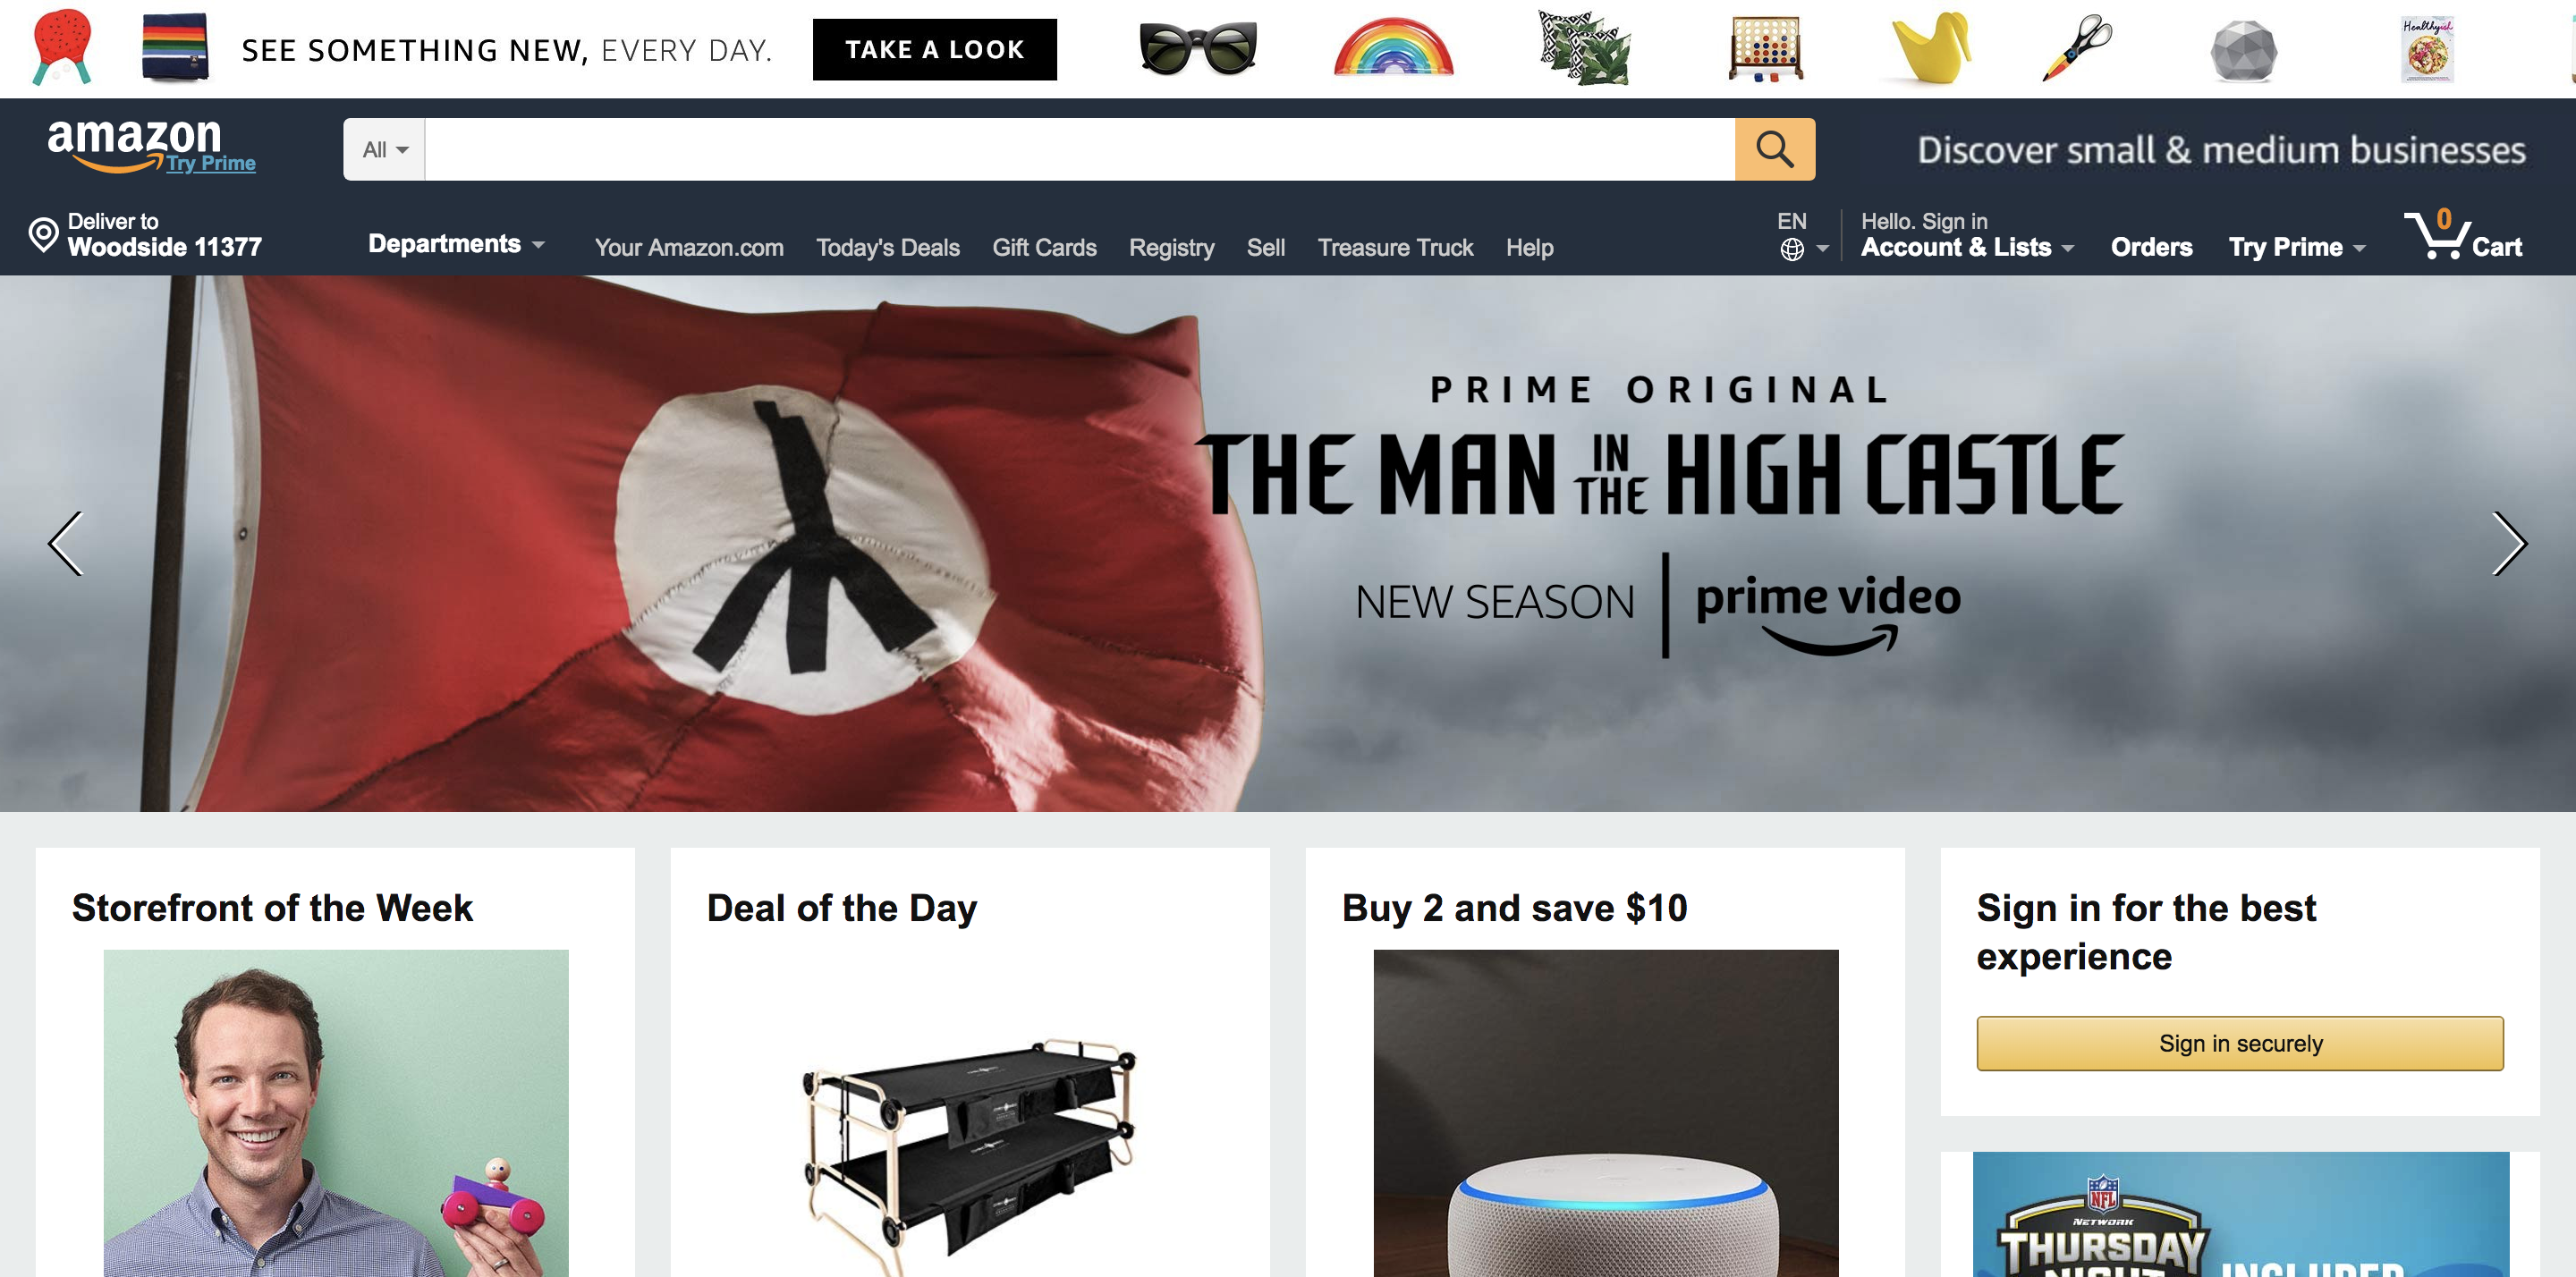 SEE SOMETHING NEW, EVERY DAY.
TAKE A LOOK
Healthyish
amazon
Try Prime
All
Discover small & medium businesses
Deliver to
Woodside 11377
Departments
Your Amazon.com
Today's Deals
Gift Cards
Registry
Sell
Treasure Truck
Help
EN
Hello. Sign in
Account & Lists
Orders
Try Prime
0
Cart
PRIME ORIGINAL
THE MAN IN THE HIGH CASTLE
NEW SEASON
prime video
Storefront of the Week
Deal of the Day
Buy 2 and save $10
Sign in for the best
experience
Sign in securely
NFL
NETWORK
THURSDAY
NIGHT
INCLUDED